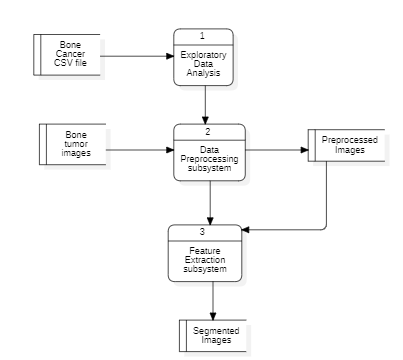 Bone
Cancer
CSV file
1
Exploratory
Data
Analysis
Bone
tumor
images
2
Data
Preprocessing
subsystem
Preprocessed
Images
3
Feature
Extraction
subsystem
Segmented
Images